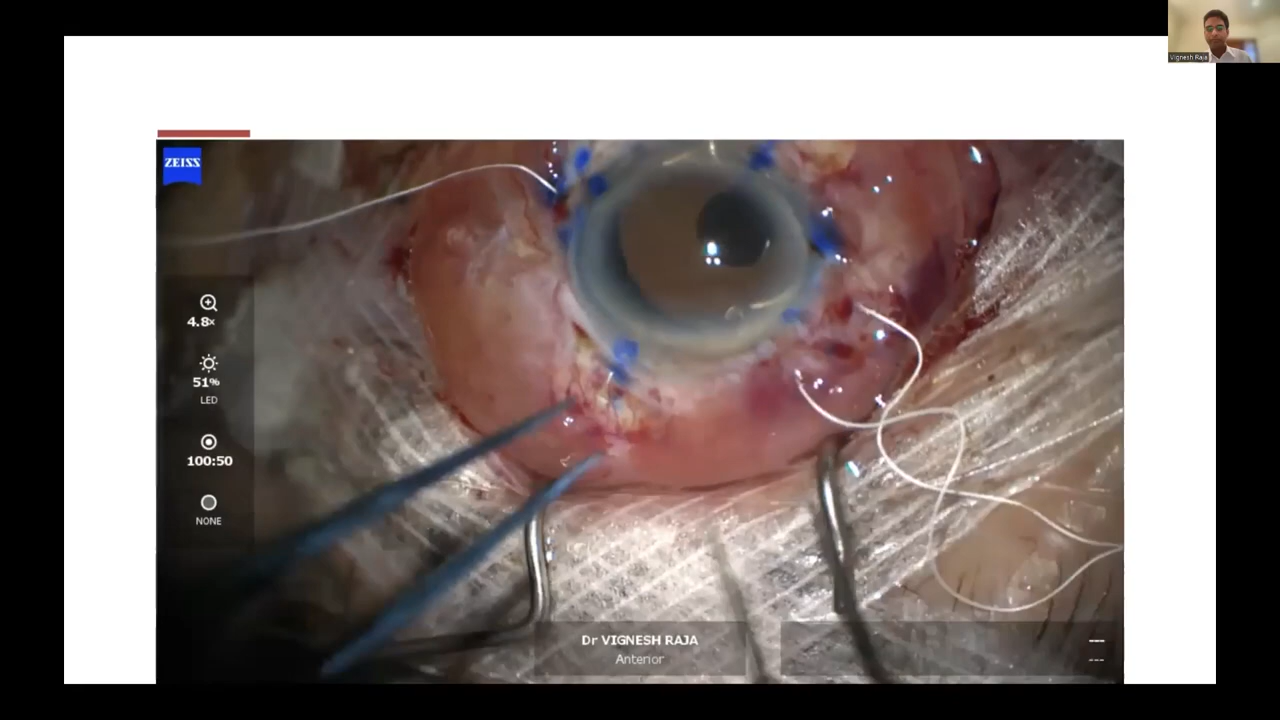 Vignesh Raja
ZEISS
4.8x
51%
LED
100:50
NONE
Dr VIGNESH RAJA
Anterior
---
---